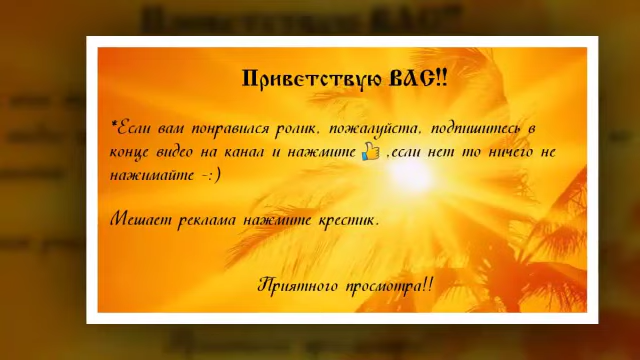 Приветствую ВАС!!
*Если вам понравился ролик, пожалуйста, подпишитесь в
конце видео на канал и нажмите 👍 ,если нет то ничего не
нажимайте -:)
Мешает реклама нажмите крестик.
Приятного просмотра!!